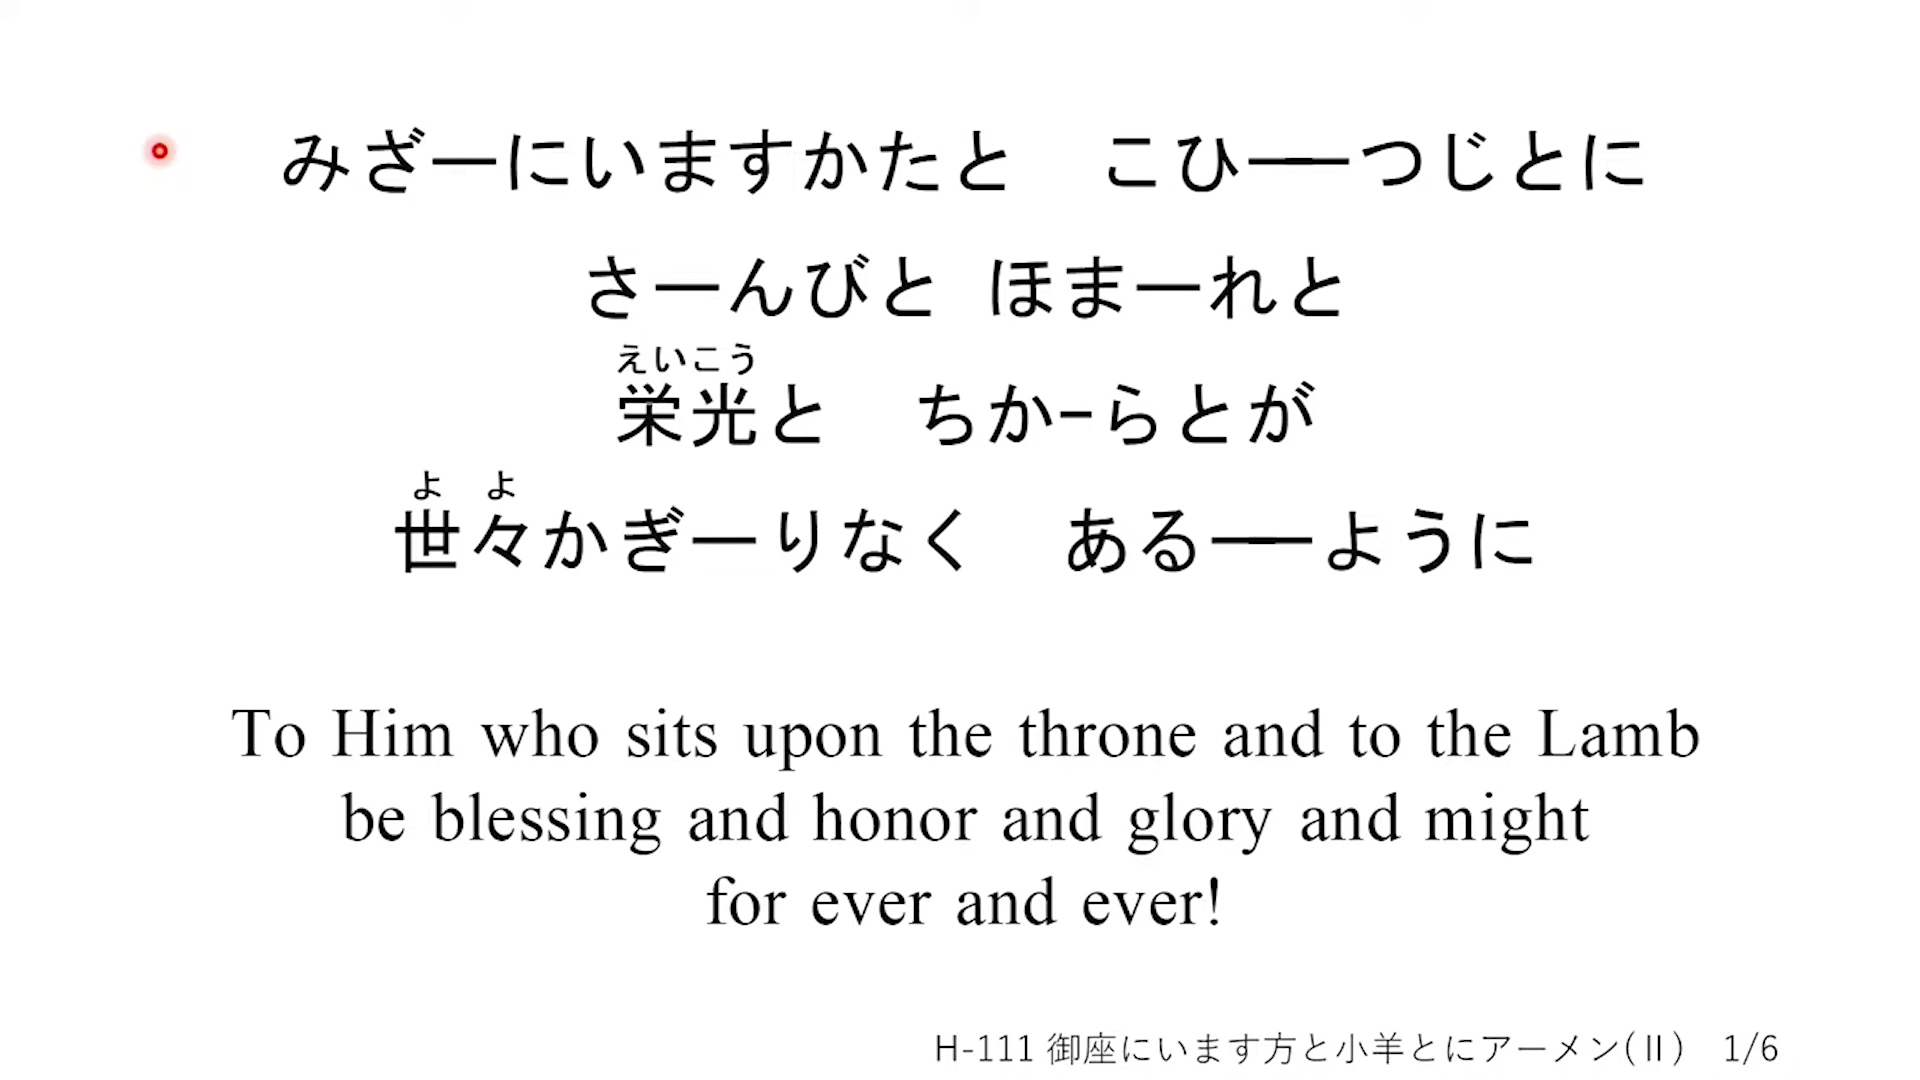 みざーにいますかたと　こひ――つじとに
さーんびと ほまーれと
えいこう
栄光と　ちか-らとが
よ よ
世々かぎーりなく　ある――ように
To Him who sits upon the throne and to the Lamb
be blessing and honor and glory and might
for ever and ever!
H-111 御座にいます方と小羊とにアーメン(Ⅱ)　1/6